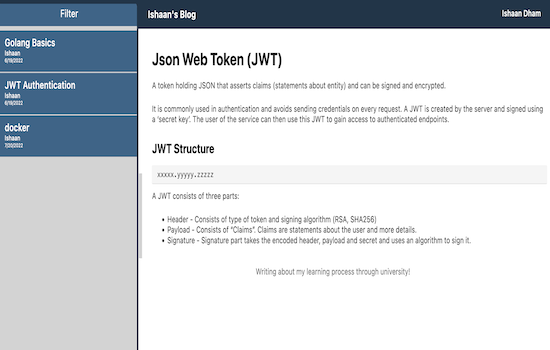 Filter
Ishaan's Blog
Ishaan Dham
Golang Basics
Ishaan
6/19/2022
JWT Authentication
Ishaan
6/19/2022
docker
Ishaan
7/23/2022
Json Web Token (JWT)
A token holding JSON that asserts claims (statements about entity) and can be signed and encrypted.
It is commonly used in authentication and avoids sending credentials on every request. A JWT is created by the server and signed using
a 'secret key'. The user of the service can then use this JWT to gain access to authenticated endpoints.
JWT Structure
xxxxx.yyyyy.zzzzz
A JWT consists of three parts:
• Header - Consists of type of token and signing algorithm (RSA, SHA256)
• Payload - Consists of "Claims". Claims are statements about the user and more details.
• Signature - Signature part takes the encoded header, payload and secret and uses an algorithm to sign it.
Writing about my learning process through university!